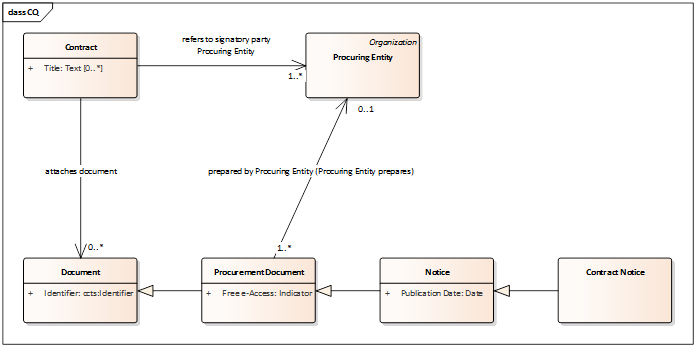 class CQ
Contract
+ Title: Text [0..*]
refers to signatory party
Procuring Entity
1..*
Organization
Procuring Entity
0..1
attaches document
prepared by Procuring Entity (Procuring Entity prepares)
0..*
1..*
Document
+ Identifier: ccts:Identifier
Procurement Document
+ Free e-Access: Indicator
Notice
+ Publication Date: Date
Contract Notice